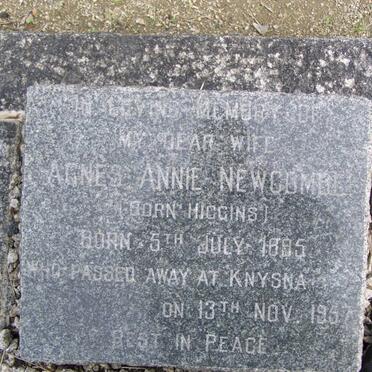 IN LOVING MEMORY OF
MY DEAR WIFE
AGNES ANNIE NEWCOMBE
(BORN HIGGINS)
BORN 5TH JULY 1885
WHO PASSED AWAY AT KNYSNA
ON 13TH NOV. 1957
REST IN PEACE